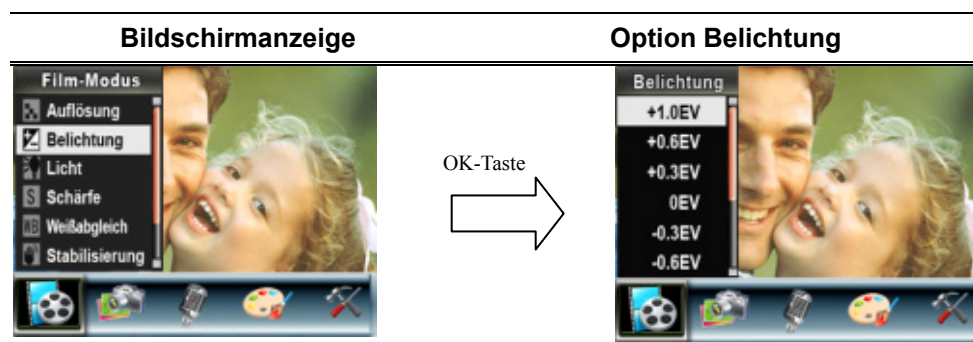 Bildschirmanzeige
Option Belichtung
Film-Modus
Auflösung
Belichtung
Licht
S Schärfe
Weißabgleich
Stabilisierung
OK-Taste
Belichtung
+1.0EV
+0.6EV
+0.3EV
0EV
-0.3EV
-0.6EV